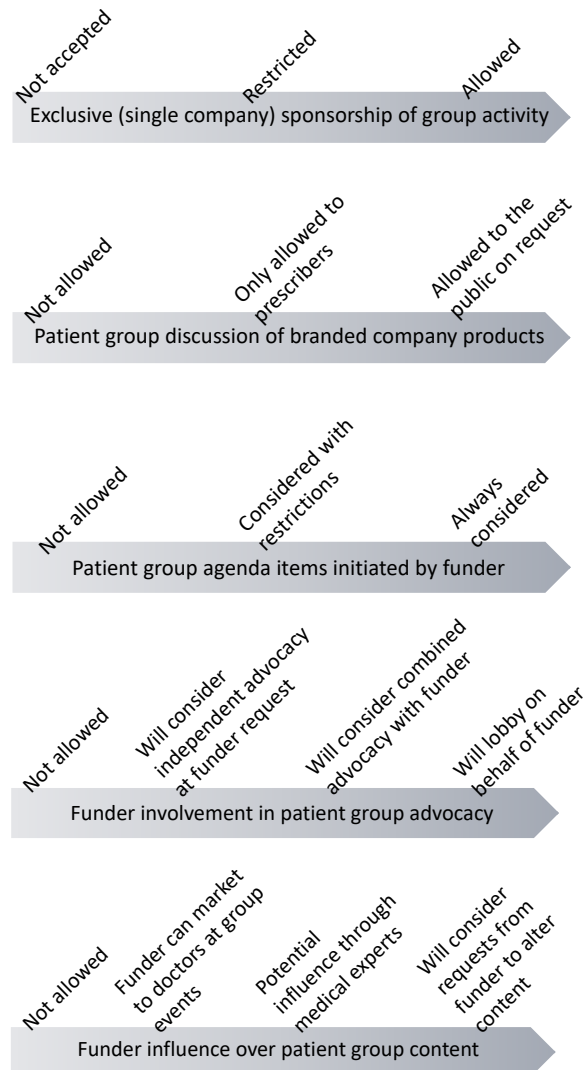 Not accepted
Restricted
Allowed
Exclusive (single company) sponsorship of group activity
Not allowed
Only allowed to
prescribers
Allowed to the
public on request
Patient group discussion of branded company products
Not allowed
Considered with
restrictions
Always
considered
Patient group agenda items initiated by funder
Not allowed
Will consider
independent advocacy
at funder request
Will consider combined
advocacy with funder
Will lobby on
behalf of funder
Funder involvement in patient group advocacy
Not allowed
Funder can market
to doctors at group
events
Potential
influence through
medical experts
Will consider
requests from
funder to alter
content
Funder influence over patient group content